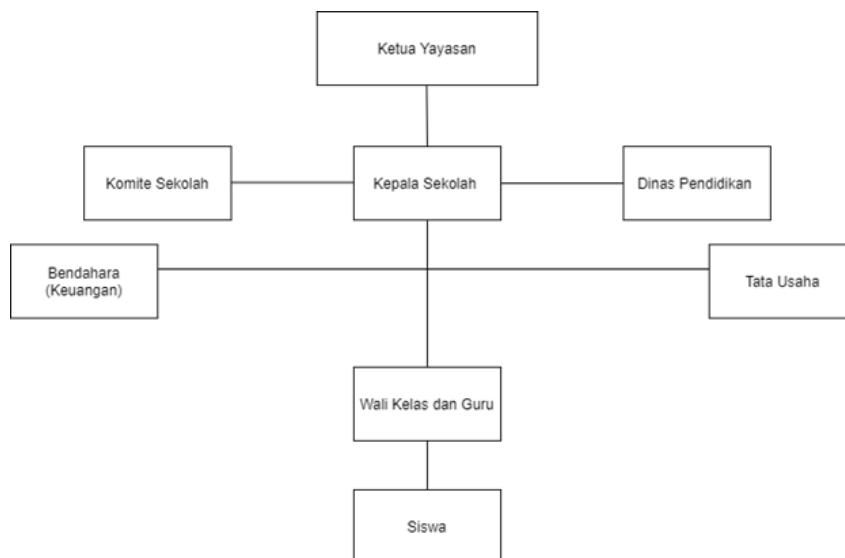 Ketua Yayasan
Komite Sekolah
Kepala Sekolah
Dinas Pendidikan
Bendahara
(Keuangan)
Tata Usaha
Wali Kelas dan Guru
Siswa